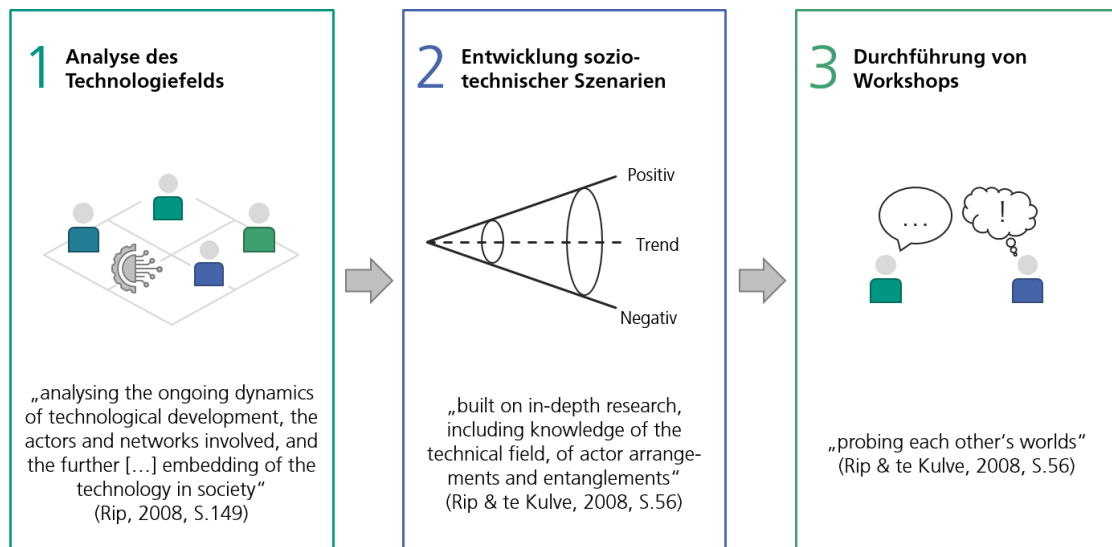 1 Analyse des
Technologiefelds
„analysing the ongoing dynamics
of technological development, the
actors and networks involved, and
the further [...] embedding of the
technology in society“
(Rip, 2008, S.149)
2 Entwicklung sozio-
technischer Szenarien
Positiv
Trend
Negativ
„built on in-depth research,
including knowledge of the
technical field, of actor arrange-
ments and entanglements“
(Rip & te Kulve, 2008, S.56)
3 Durchführung von
Workshops
...
!
„probing each other‘s worlds“
(Rip & te Kulve, 2008, S.56)